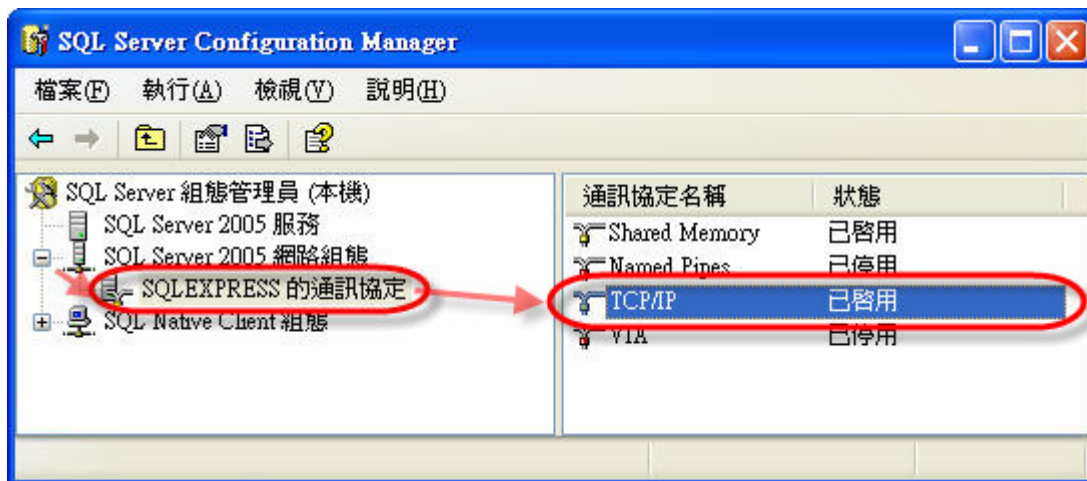 SQL Server Configuration Manager
檔案(F) 執行(A) 檢視(V) 説明(H)
SQL Server 組態管理員 (本機)
SQL Server 2005 服務
SQL Server 2005 網路組態
SQLEXPRESS 的通訊協定
SQL Native Client 組態
通訊協定名稱 狀態
Shared Memory 已啓用
Named Pipes 已停用
TCP/IP 已啓用
VIA 已停用